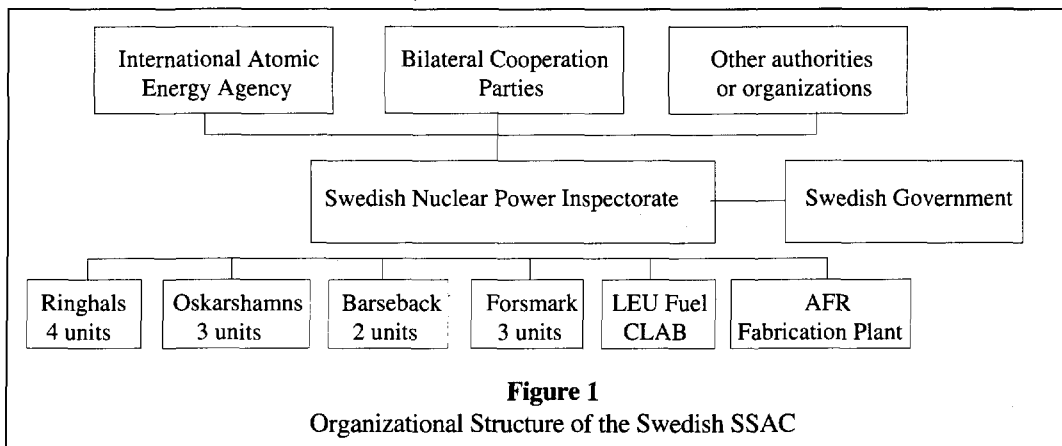 International Atomic
Energy Agency
Bilateral Cooperation
Parties
Other authorities
or organizations
Swedish Nuclear Power Inspectorate
Swedish Government
Ringhals
4 units
Oskarshamns
3 units
Barseback
2 units
Forsmark
3 units
LEU Fuel
CLAB
AFR
Fabrication Plant
Figure 1
Organizational Structure of the Swedish SSAC